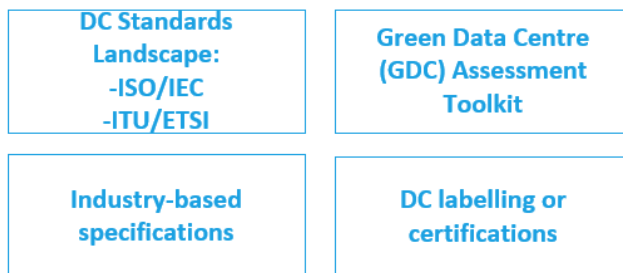 DC Standards
Landscape:
-ISO/IEC
-ITU/ETSI
Green Data Centre
(GDC) Assessment
Toolkit
Industry-based
specifications
DC labelling or
certifications